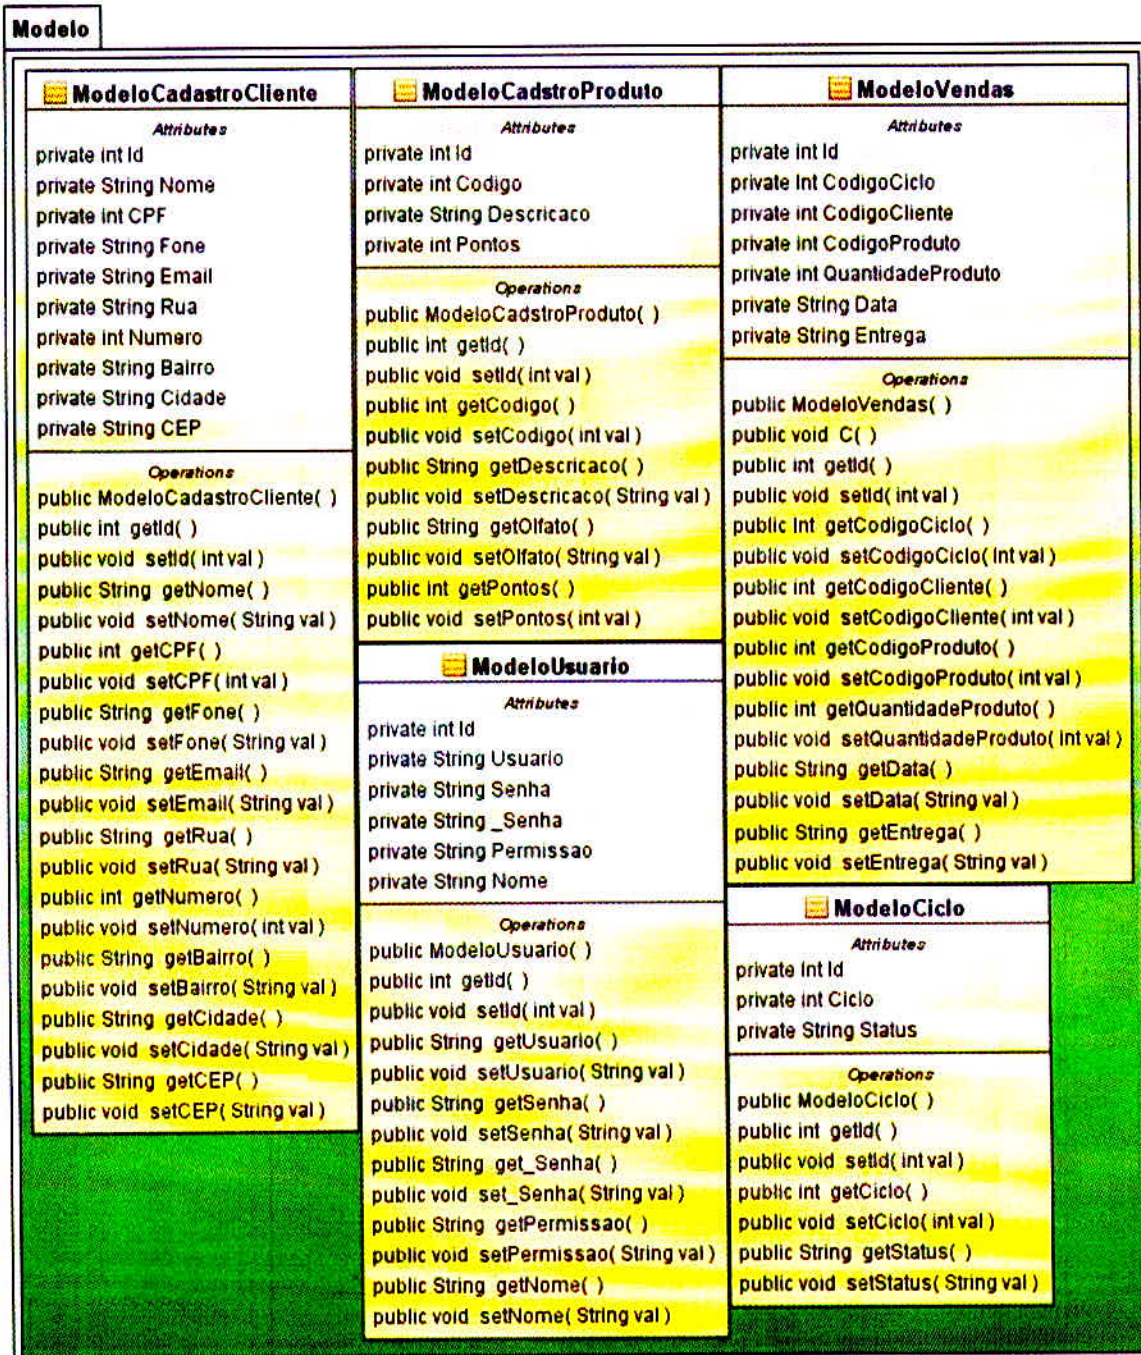 Modelo
ModeloCadastroCliente
Attributes
private int Id
private String Nome
private int CPF
private String Fone
private String Email
private String Rua
private int Numero
private String Bairro
private String Cidade
private String CEP
Operations
public ModeloCadastroCliente( )
public int getId( )
public void setId( int val )
public String getNome( )
public void setNome( String val )
public int getCPF( )
public void setCPF( int val )
public String getFone( )
public void setFone( String val )
public String getEmail( )
public void setEmail( String val )
public String getRua( )
public void setRua( String val )
public int getNumero( )
public void setNumero( int val )
public String getBairro( )
public void setBairro( String val )
public String getCidade( )
public void setCidade( String val )
public String getCEP( )
public void setCEP( String val )
ModeloCadstroProduto
Attributes
private int Id
private int Codigo
private String Descricaco
private int Pontos
Operations
public ModeloCadstroProduto( )
public int getId( )
public void setId( int val )
public int getCodigo( )
public void setCodigo( int val )
public String getDescricaco( )
public void setDescricaco( String val )
public String getOlfato( )
public void setOlfato( String val )
public int getPontos( )
public void setPontos( int val )
ModeloUsuario
Attributes
private int Id
private String Usuario
private String Senha
private String _Senha
private String Permissao
private String Nome
Operations
public ModeloUsuario( )
public int getId( )
public void setId( int val )
public String getUsuario( )
public void setUsuario( String val )
public String getSenha( )
public void setSenha( String val )
public String get_Senha( )
public void set_Senha( String val )
public String getPermissao( )
public void setPermissao( String val )
public String getNome( )
public void setNome( String val )
ModeloVendas
Attributes
private int Id
private int CodigoCiclo
private int CodigoCliente
private int CodigoProduto
private int QuantidadeProduto
private String Data
private String Entrega
Operations
public ModeloVendas( )
public void C( )
public int getId( )
public void setId( int val )
public int getCodigoCiclo( )
public void setCodigoCiclo( int val )
public int getCodigoCliente( )
public void setCodigoCliente( int val )
public int getCodigoProduto( )
public void setCodigoProduto( int val )
public int getQuantidadeProduto( )
public void setQuantidadeProduto( int val )
public String getData( )
public void setData( String val )
public String getEntrega( )
public void setEntrega( String val )
ModeloCiclo
Attributes
private int Id
private int Ciclo
private String Status
Operations
public ModeloCiclo( )
public int getId( )
public void setId( int val )
public int getCiclo( )
public void setCiclo( int val )
public String getStatus( )
public void setStatus( String val )